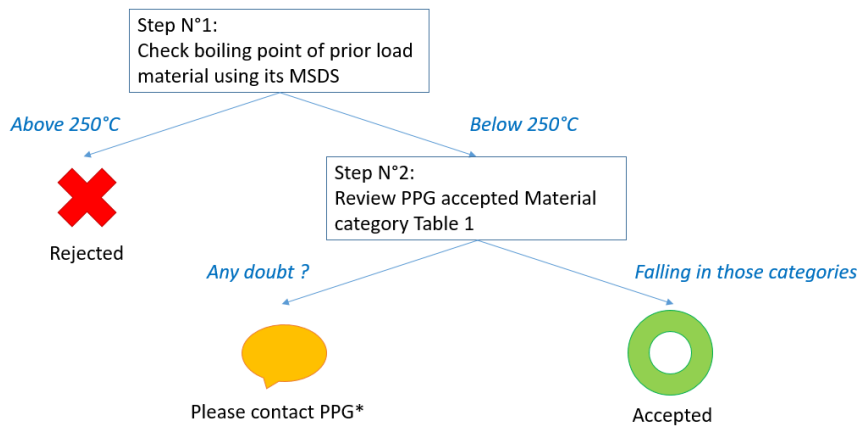 Step N°1:
Check boiling point of prior load
material using its MSDS
Above 250°C
Below 250°C
Step N°2:
Review PPG accepted Material
category Table 1
Rejected
Any doubt ?
Falling in those categories
Please contact PPG*
Accepted